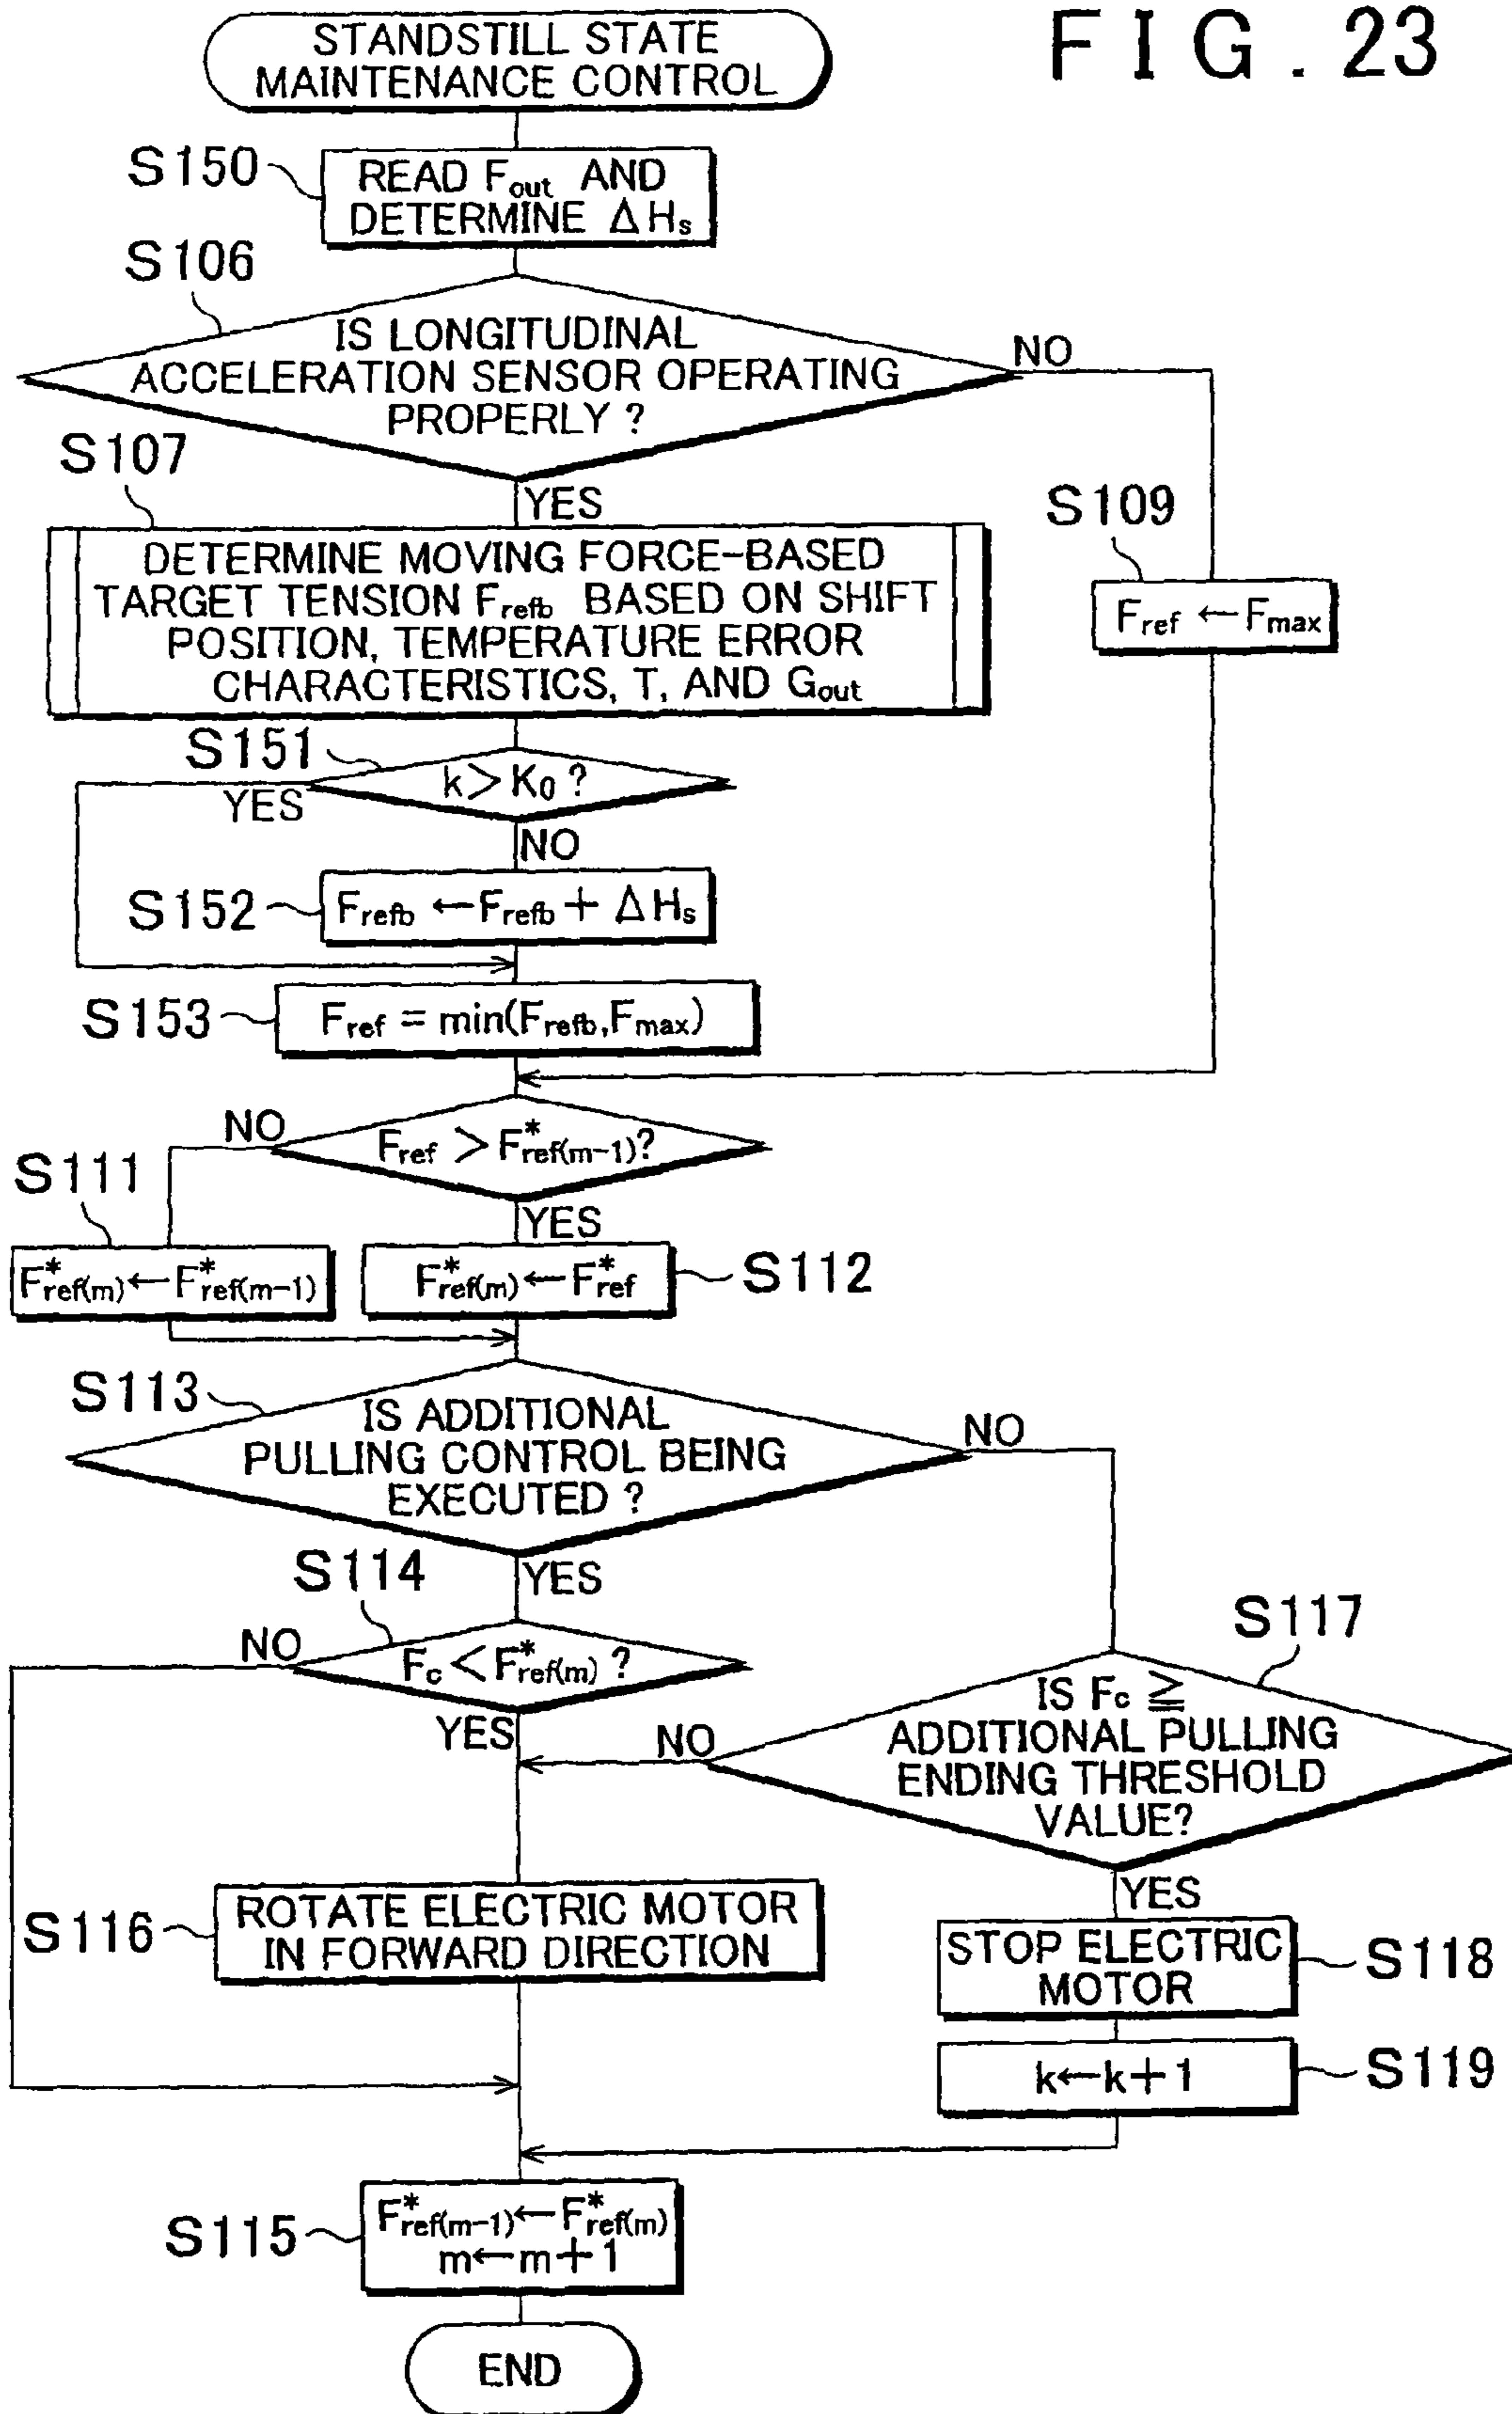 FIG. 23
STANDSTILL STATE
MAINTENANCE CONTROL
S150
READ Fout AND
DETERMINE ΔHs
S106
IS LONGITUDINAL
ACCELERATION SENSOR OPERATING
PROPERLY ?
NO
YES
S107
DETERMINE MOVING FORCE-BASED
TARGET TENSION Frefb BASED ON SHIFT
POSITION, TEMPERATURE ERROR
CHARACTERISTICS, T, AND Gout
S109
Fref ← Fmax
S151
k > K0 ?
YES
NO
S152
Frefb ← Frefb + ΔHs
S153
Fref = min(Frefb, Fmax)
NO
Fref > F*ref(m-1)?
YES
S111
F*ref(m) ← F*ref(m-1)
F*ref(m) ← F*ref
S112
S113
IS ADDITIONAL
PULLING CONTROL BEING
EXECUTED ?
NO
YES
S114
NO
Fc < F*ref(m) ?
YES
S117
IS Fc ≧
ADDITIONAL PULLING
ENDING THRESHOLD
VALUE?
NO
YES
S116
ROTATE ELECTRIC MOTOR
IN FORWARD DIRECTION
STOP ELECTRIC
MOTOR
S118
k←k+1
S119
S115
F*ref(m-1) ← F*ref(m)
m←m+1
END